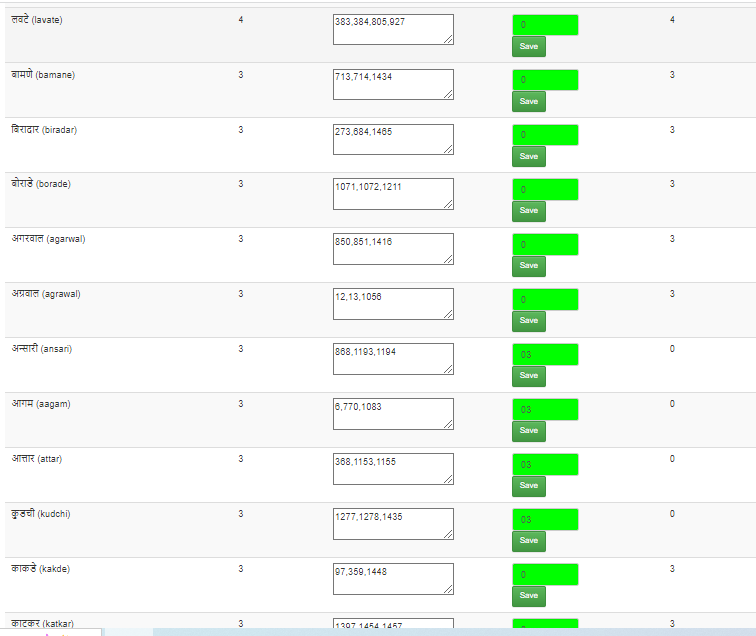 लवटे (lavate) 4 383,384,805,927 0 4
Save
बामणे (bamane) 3 713,714,1434 0 3
Save
बिरादार (biradar) 3 273,684,1465 0 3
Save
बोराडे (borade) 3 1071,1072,1211 0 3
Save
अगरवाल (agarwal) 3 850,851,1416 0 3
Save
अग्रवाल (agrawal) 3 12,13,1056 0 3
Save
अन्सारी (ansari) 3 868,1193,1194 03 0
Save
आगम (aagam) 3 6,770,1083 03 0
Save
आत्तार (attar) 3 368,1153,1155 03 0
Save
कुडची (kudchi) 3 1277,1278,1435 03 0
Save
काकडे (kakde) 3 97,359,1448 0 3
Save
काटकर (katkar) 3 1397,1454,1457 3